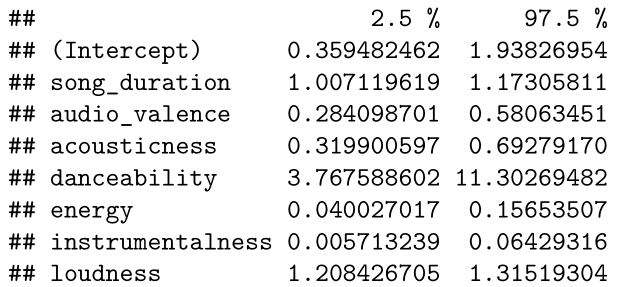 ##                       2.5 %      97.5 %
## (Intercept)      0.359482462  1.93826954
## song_duration    1.007119619  1.17305811
## audio_valence    0.284098701  0.58063451
## acousticness     0.319900597  0.69279170
## danceability     3.767588602 11.30269482
## energy           0.040027017  0.15653507
## instrumentalness 0.005713239  0.06429316
## loudness         1.208426705  1.31519304